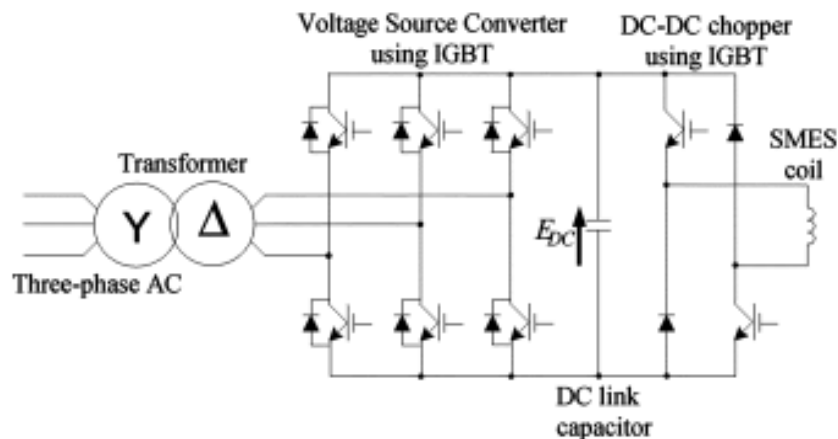 Voltage Source Converter
using IGBT
DC-DC chopper
using IGBT
SMES
coil
Transformer
Y
Δ
E_DC
Three-phase AC
DC link
capacitor